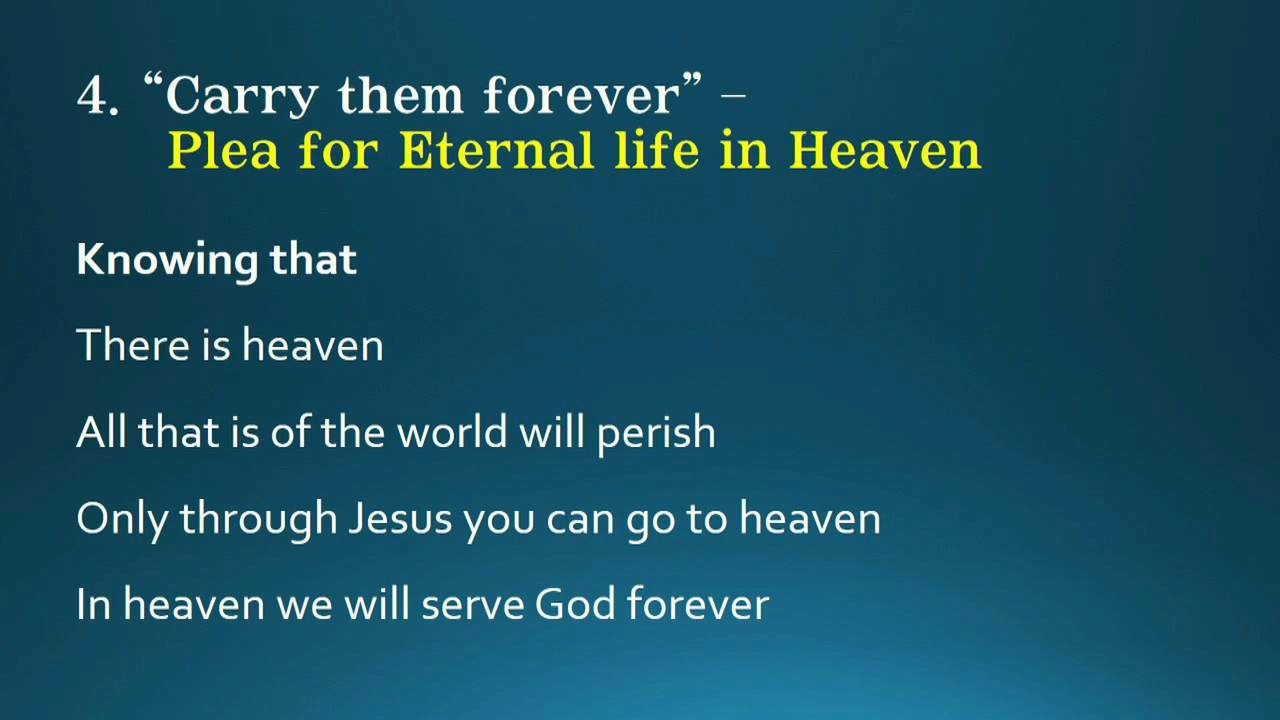 4. “Carry them forever” –
Plea for Eternal life in Heaven
Knowing that
There is heaven
All that is of the world will perish
Only through Jesus you can go to heaven
In heaven we will serve God forever